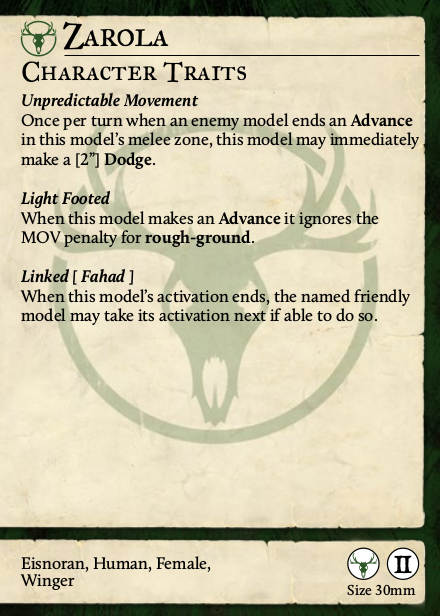 Zarola
Character Traits
Unpredictable Movement
Once per turn when an enemy model ends an Advance
in this model's melee zone, this model may immediately
make a [2”] Dodge.
Light Footed
When this model makes an Advance it ignores the
MOV penalty for rough-ground.
Linked [ Fahad ]
When this model's activation ends, the named friendly
model may take its activation next if able to do so.
Eisnoran, Human, Female,
Winger
II
Size 30mm